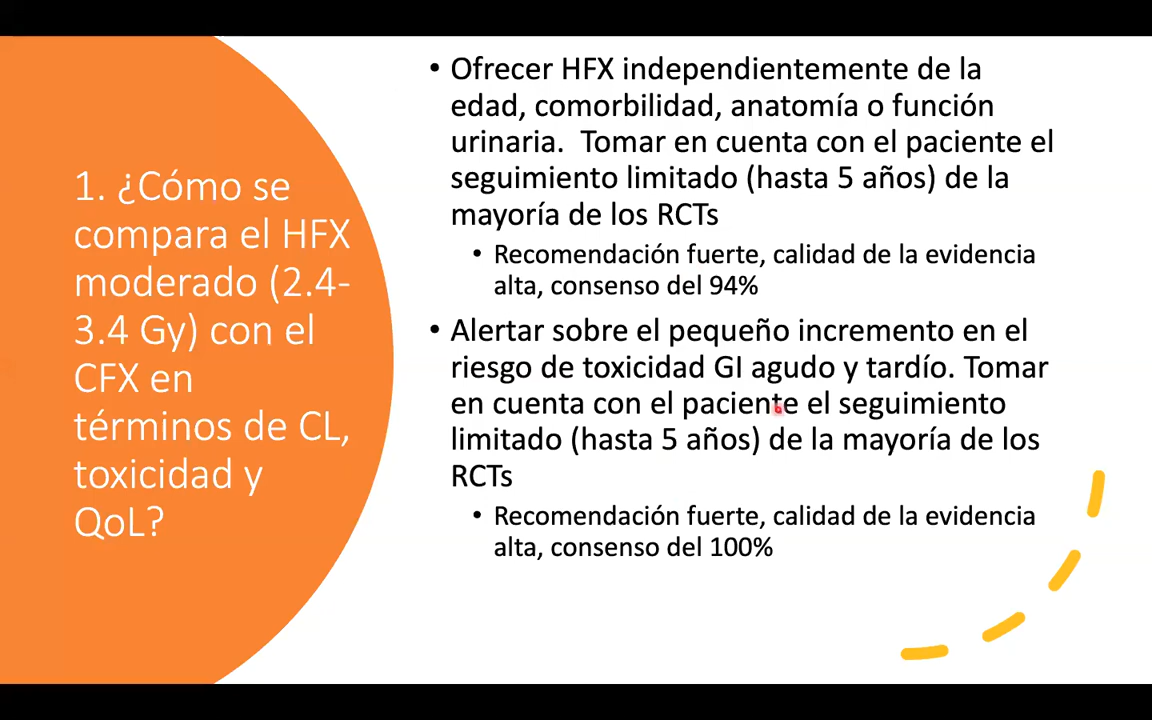 1. ¿Cómo se
compara el HFX
moderado (2.4-
3.4 Gy) con el
CFX en
términos de CL,
toxicidad y
QoL?
• Ofrecer HFX independientemente de la
edad, comorbilidad, anatomía o función
urinaria. Tomar en cuenta con el paciente el
seguimiento limitado (hasta 5 años) de la
mayoría de los RCTs
• Recomendación fuerte, calidad de la evidencia
alta, consenso del 94%
• Alertar sobre el pequeño incremento en el
riesgo de toxicidad GI agudo y tardío. Tomar
en cuenta con el paciente el seguimiento
limitado (hasta 5 años) de la mayoría de los
RCTs
• Recomendación fuerte, calidad de la evidencia
alta, consenso del 100%